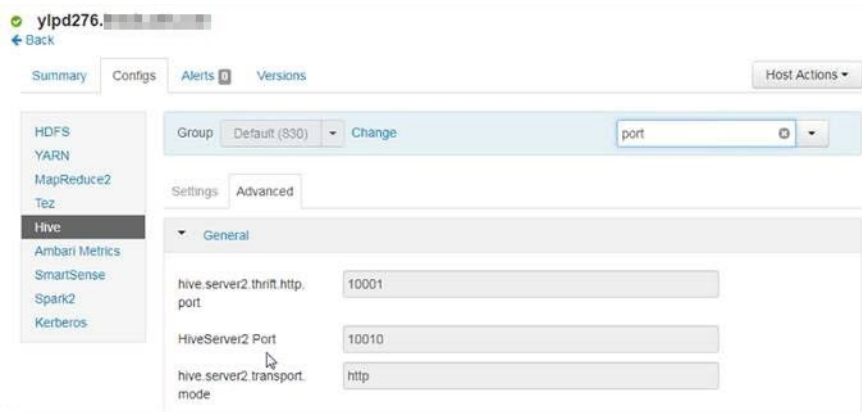 ylpd276.
Back
Summary Configs Alerts 0 Versions Host Actions
HDFS
YARN
MapReduce2
Tez
Hive
Ambari Metrics
SmartSense
Spark2
Kerberos
Group Default (830) Change port
Settings Advanced
General
hive.server2.thrift.http.
port
10001
HiveServer2 Port 10010
hive.server2.transport.
mode
http